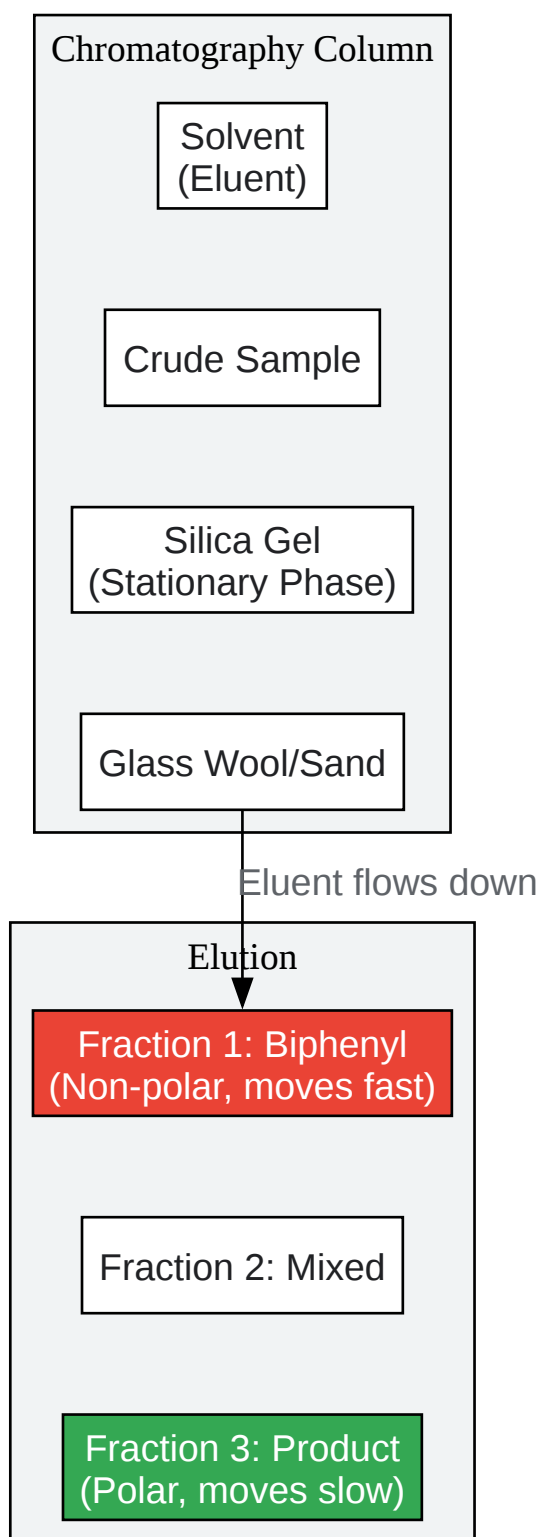 Chromatography Column
Solvent
(Eluent)
Crude Sample
Silica Gel
(Stationary Phase)
Glass Wool/Sand
Eluent flows down
Elution
Fraction 1: Biphenyl
(Non-polar, moves fast)
Fraction 2: Mixed
Fraction 3: Product
(Polar, moves slow)